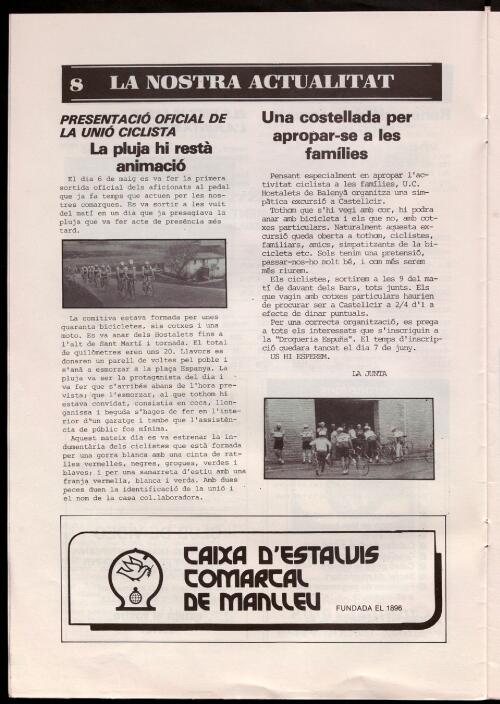 8 LA NOSTRA ACTUALITAT
PRESENTACIÓ OFICIAL DE
LA UNIÓ CICLISTA
La pluja hi restà
animació
El dia 6 de maig es va fer la primera
sortida oficial dels aficionats al pedal
que ja fa temps que actuen per les nos-
tres comarques. Es va sortir a les vuit
del matí en un dia que ja presagiava la
pluja que va fer acte de presència més
tard.
La comitiva estava formada per unes
quaranta bicicletes, sis cotxes i una
moto. Es va anar dels Hostalets fins a
l'alt de Sant Martí i tornada. El total
de quilòmetres eren uns 20. Llavors es
donaren un parell de voltes pel poble i
s'anà a esmorzar a la plaça Espanya. La
pluja va ser la protagonista del dia i
va fer que s'arribés abans de l'hora pre-
vista; que l'esmorzar, al que tothom hi
estava convidat, consistia en coca, llon-
ganissa i beguda s'hages de fer en l'inte-
rior d'un garatge i tambe que l'assistèn-
cia de públic fos mínima.
Aquest mateix dia es va estrenar la in-
dumentària dels ciclistes que està formada
per una gorra blanca amb una cinta de rat-
lles vermelles, negres, grogues, verdes i
blaves; i per una samarreta d'estiu amb una
franja vermella, blanca i verda. Amb dues
peces duen la identificació de la unió i
el nom de la casa col.laboradora.
Una costellada per
apropar-se a les
famílies
Pensant especialment en apropar l'ac-
tivitat ciclista a les famílies, U.C.
Hostalets de Balenyà organitza una sim-
pàtica excursió a Castellcir.
Tothom que s'hi vegi amb cor, hi podra
anar amb bicicleta i els que no, amb cot-
xes particulars. Naturalment aquesta ex-
cursió queda oberta a tothom, ciclistes,
familiars, amics, simpatitzants de la bi-
cicleta etc. Sols tenim una pretensió,
passar-nos-ho molt bé, i com més serem
més riurem.
Els ciclistes, sortirem a les 9 del ma-
tí de davant dels Bars, tots junts. Els
que vagin amb cotxes particulars haurien
de procurar ser a Castellcir a 2/4 d'1 a
efecte de dinar puntuals.
Per una correcta organització, es prega
a tots els interessats que s'inscriguin a
la "Drogueria España". El temps d'inscrip-
ció quedara tancat el dia 7 de juny.
US HI ESPEREM.
LA JUNTA
CAIXA D'ESTALVIS
COMARCAL
DE MANLLEU FUNDADA EL 1896